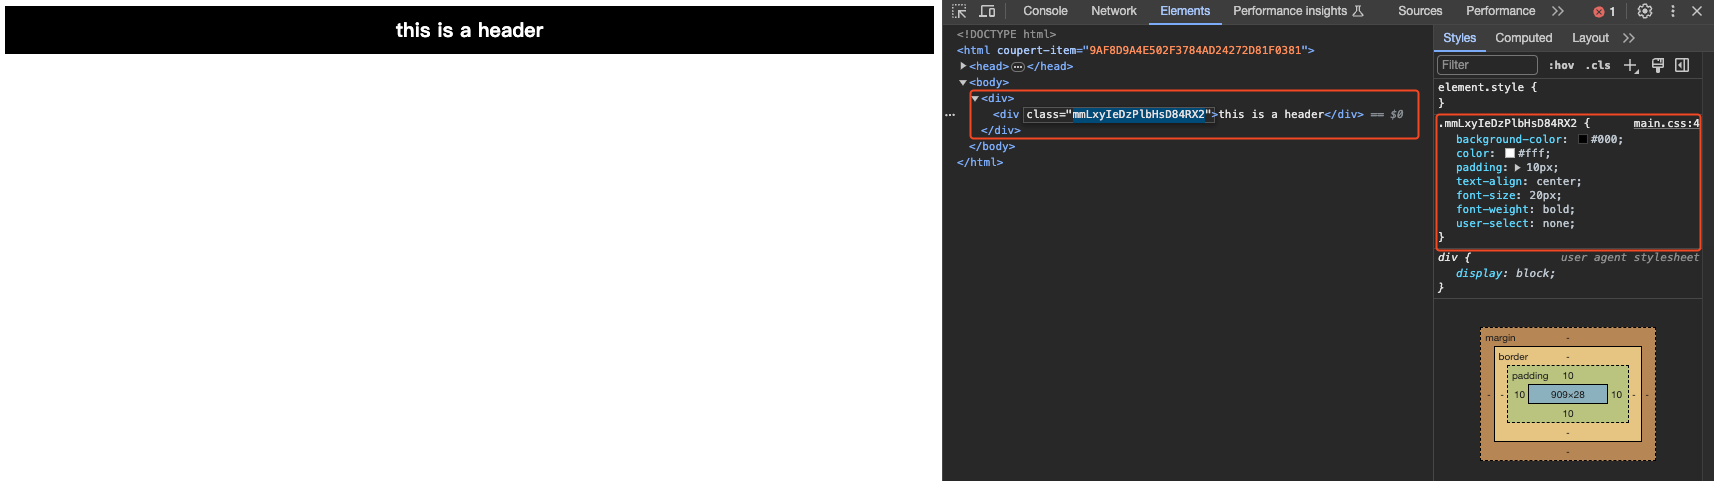 this is a header
Console Network Elements Performance insights Sources Performance 1
<!DOCTYPE html>
<html coupert-item="9AF8D9A4E502F3784AD24272D81F0381">
<head>…</head>
<body>
<div>
<div class="mmLxyIeDzPlbHsD84RX2">this is a header</div> == $0
</div>
</body>
</html>
Styles Computed Layout
Filter :hov .cls
element.style {
}
.mmLxyIeDzPlbHsD84RX2 { main.css:4
background-color: #000;
color: #fff;
padding: 10px;
text-align: center;
font-size: 20px;
font-weight: bold;
user-select: none;
}
div { user agent stylesheet
display: block;
}
margin -
border -
padding 10
- - 10 909×28 10 - -
10
-
-